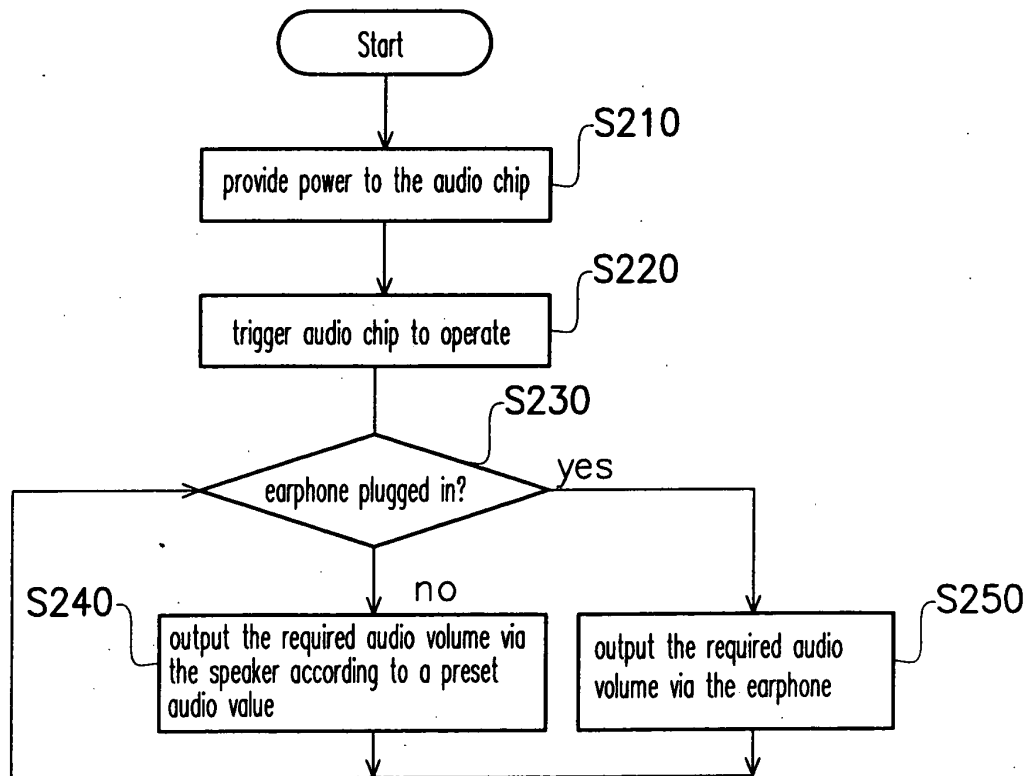 Start
S210
provide power to the audio chip
S220
trigger audio chip to operate
S230
earphone plugged in?
yes
no
S240
output the required audio volume via
the speaker according to a preset
audio value
S250
output the required audio
volume via the earphone